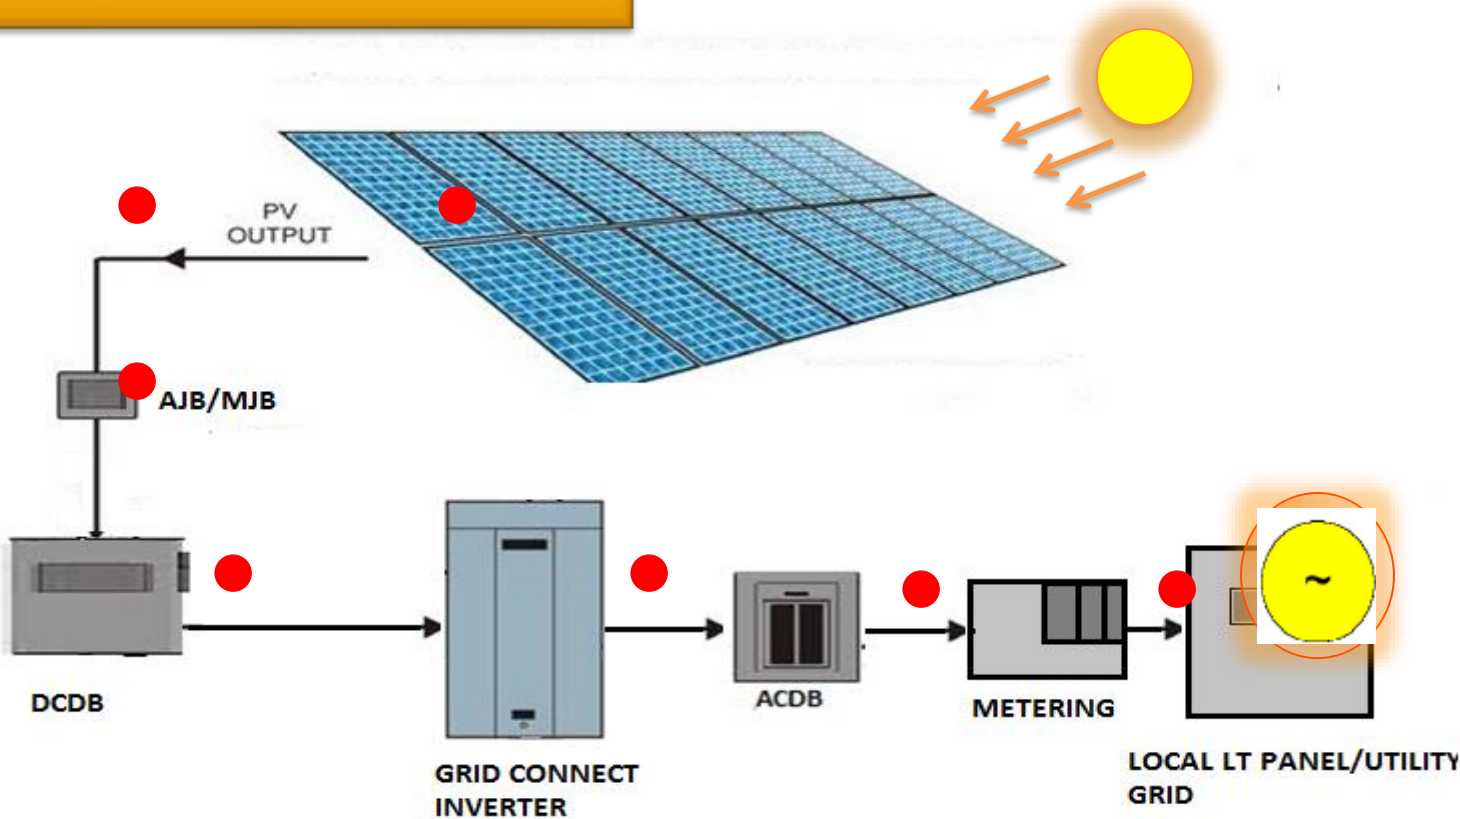 PV
OUTPUT
AJB/MJB
DCDB
GRID CONNECT
INVERTER
ACDB
METERING
LOCAL LT PANEL/UTILITY
GRID
~